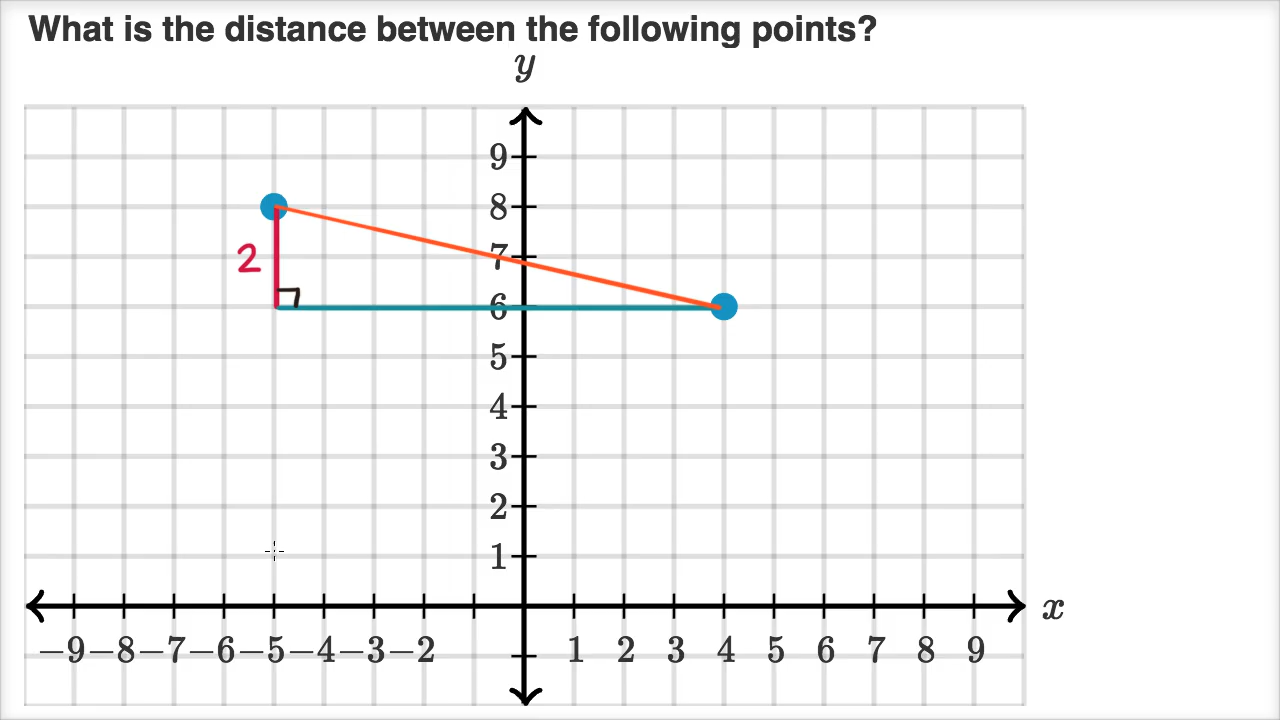 What is the distance between the following points?
y
9
8
2
7
6
5
4
3
2
1
x
−9 −8 −7 −6 −5 −4 −3 −2 1 2 3 4 5 6 7 8 9